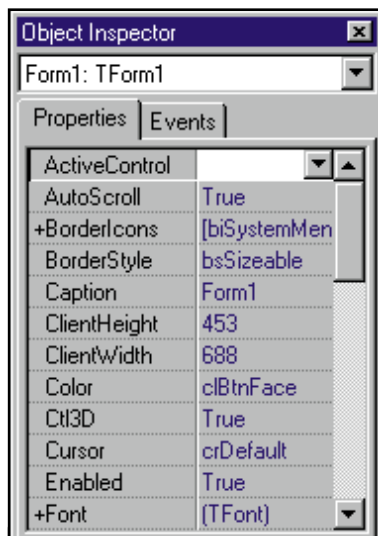 Object Inspector
Form1: TForm1
Properties Events
ActiveControl
AutoScroll True
+BorderIcons [biSystemMen
BorderStyle bsSizeable
Caption Form1
ClientHeight 453
ClientWidth 688
Color clBtnFace
Ctl3D True
Cursor crDefault
Enabled True
+Font (TFont)